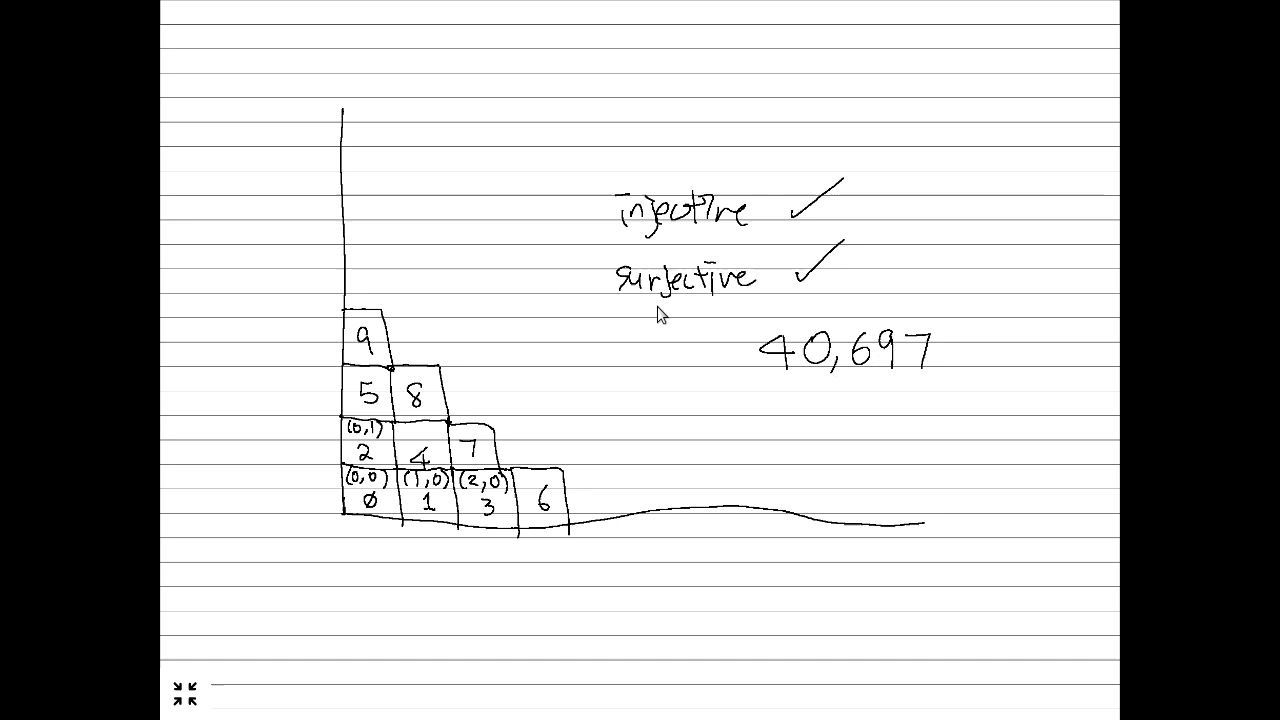 injective ✓
surjective ✓
40,697
9
5 8
(0,1)
2 4 7
(0,0) (1,0) (2,0)
0 1 3 6